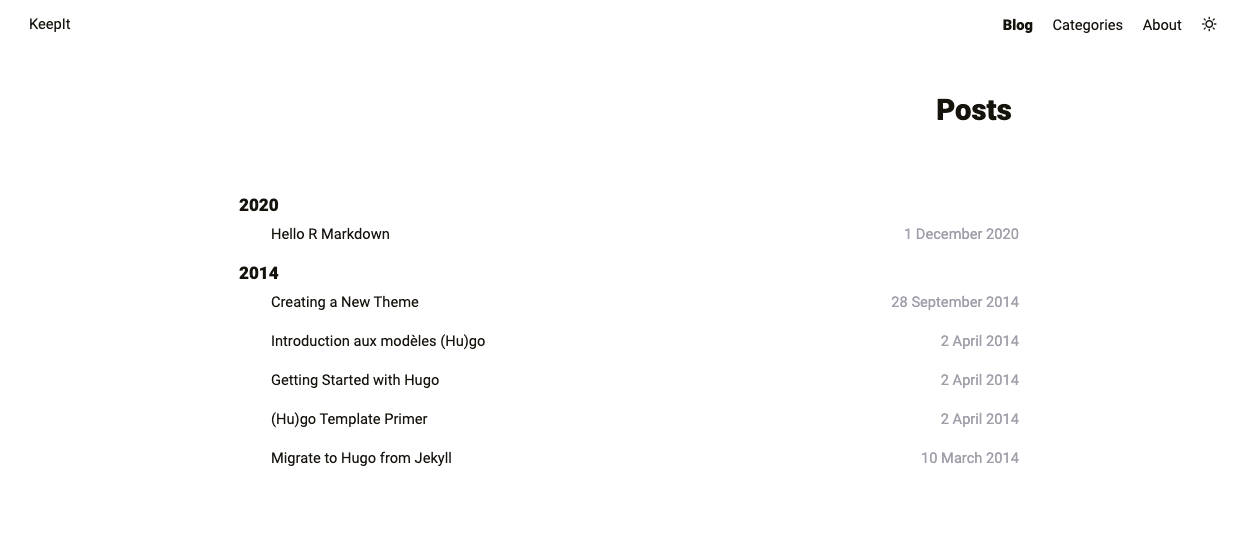 KeepIt Blog Categories About
Posts
2020
Hello R Markdown 1 December 2020
2014
Creating a New Theme 28 September 2014
Introduction aux modèles (Hu)go 2 April 2014
Getting Started with Hugo 2 April 2014
(Hu)go Template Primer 2 April 2014
Migrate to Hugo from Jekyll 10 March 2014